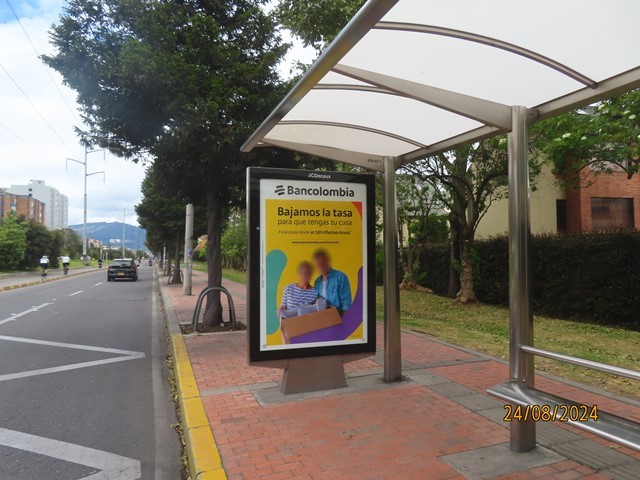 JCDecaux
Bancolombia
Bajamos la tasa
para que tengas tu casa
24/08/2024